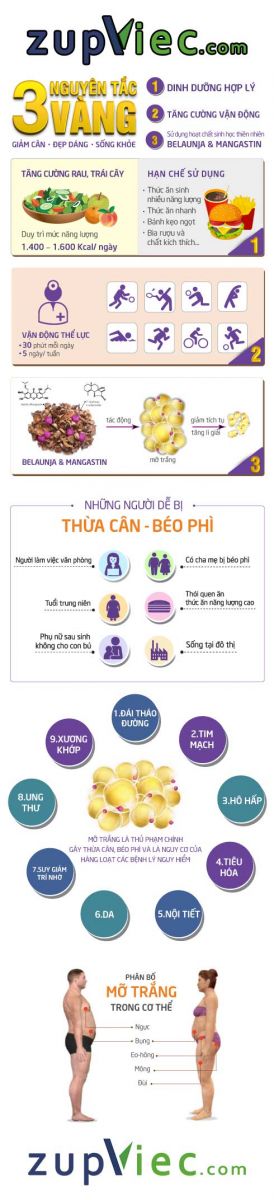 zupViec.com
3 NGUYÊN TẮC
VÀNG
GIẢM CÂN • ĐẸP DÁNG • SỐNG KHỎE
1 DINH DƯỠNG HỢP LÝ
2 TĂNG CƯỜNG VẬN ĐỘNG
3 Sử dụng hoạt chất sinh học thiên nhiên
BELAUNJA & MANGASTIN
TĂNG CƯỜNG RAU, TRÁI CÂY
Duy trì mức năng lượng
1.400 – 1.600 Kcal/ ngày
HẠN CHẾ SỬ DỤNG
• Thức ăn sinh
nhiều năng lượng
• Thức ăn nhanh
• Bánh kẹo ngọt
• Bia rượu và
chất kích thích...
1
VẬN ĐỘNG THỂ LỰC
• 30 phút mỗi ngày
• 5 ngày/ tuần
2
BELAUNJA & MANGASTIN
tác động
mỡ trắng
giảm tích tụ
tăng li giải
3
NHỮNG NGƯỜI DỄ BỊ
THỪA CÂN - BÉO PHÌ
Người làm việc văn phòng
Có cha mẹ bị béo phì
Tuổi trung niên
Thói quen ăn
thức ăn năng lượng cao
Phụ nữ sau sinh
không cho con bú
Sống tại đô thị
1.ĐÁI THÁO
ĐƯỜNG
2.TIM
MẠCH
3.HÔ HẤP
4.TIÊU
HÓA
5.NỘI TIẾT
6.DA
7.SUY GIẢM
TRÍ NHỚ
8.UNG
THƯ
9.XƯƠNG
KHỚP
MỠ TRẮNG LÀ THỦ PHẠM CHÍNH
GÂY THỪA CÂN, BÉO PHÌ VÀ LÀ NGUY CƠ CỦA
HÀNG LOẠT CÁC BỆNH LÝ NGUY HIỂM
PHÂN BỐ
MỠ TRẮNG
TRONG CƠ THỂ
Ngực
Bụng
Eo-hông
Mông
Đùi
zupViec.com